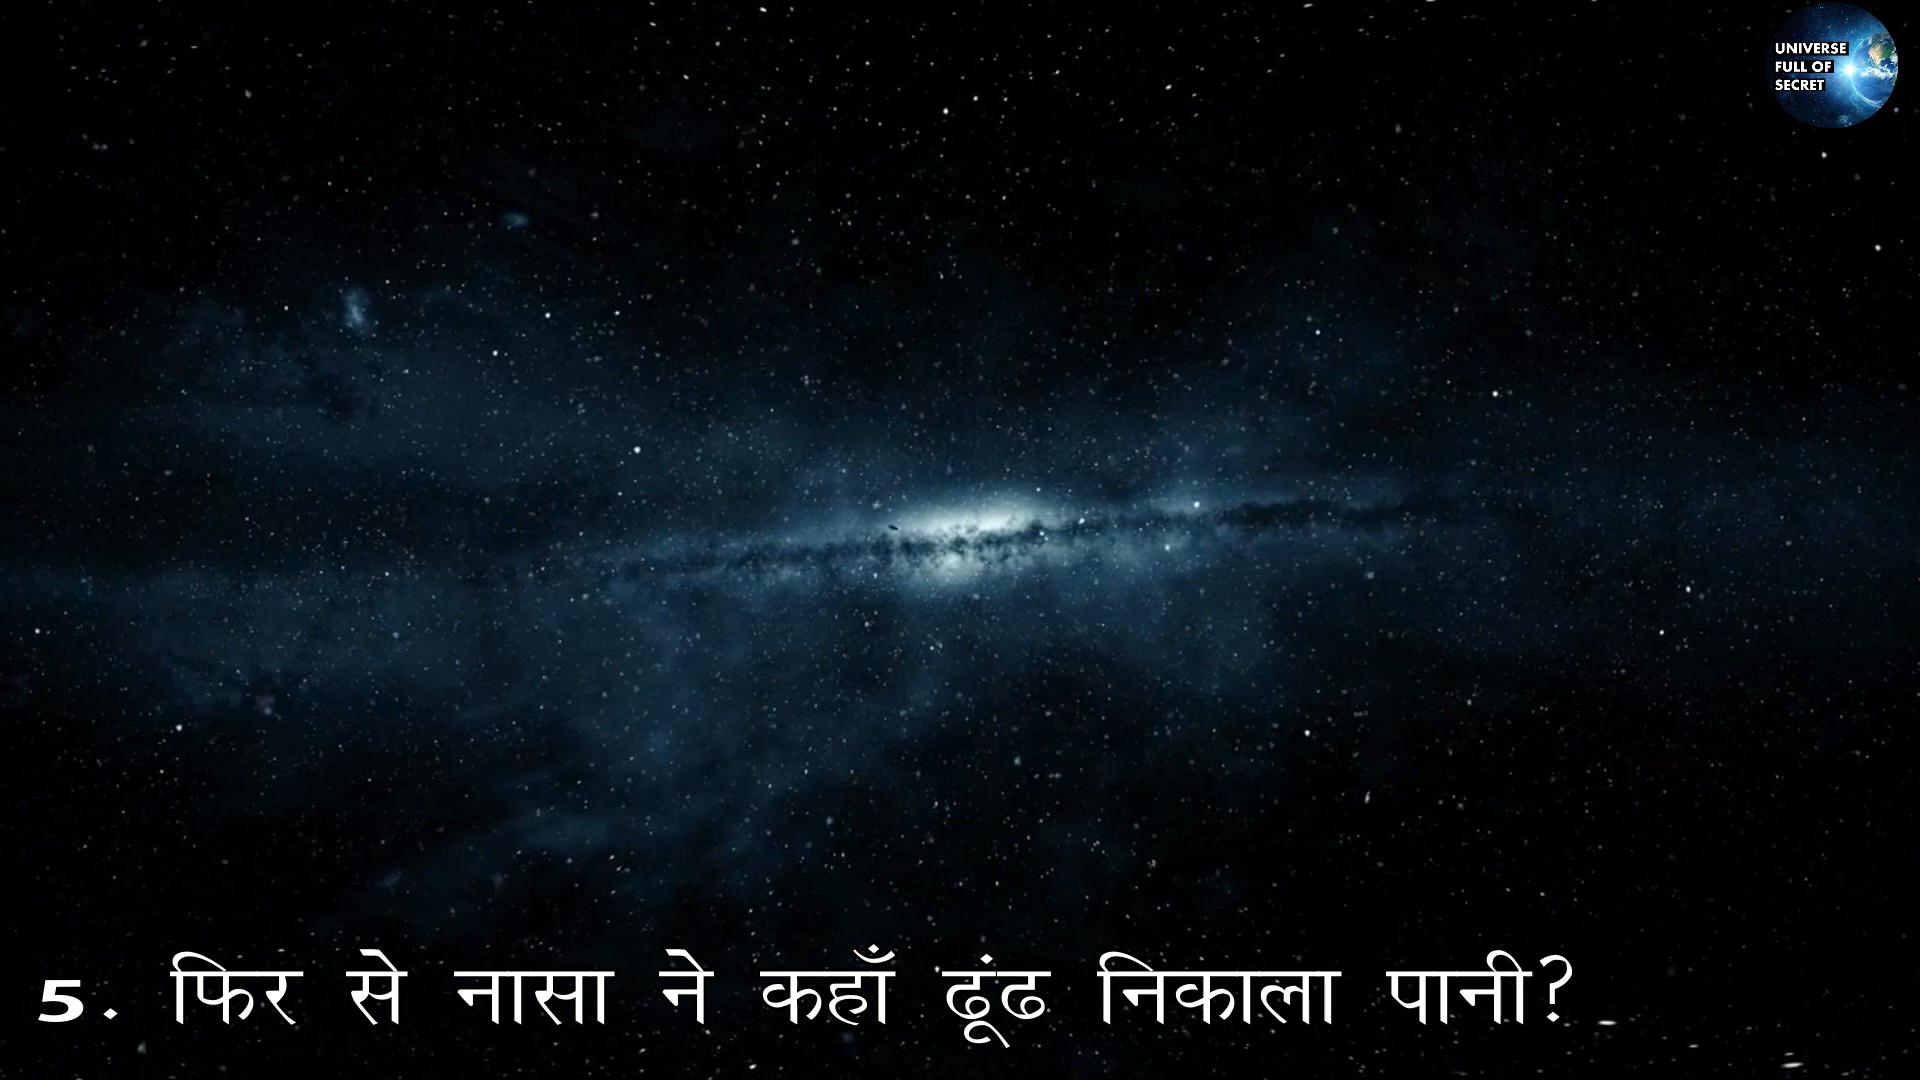 UNIVERSE
FULL OF
SECRET
5. फिर से नासा ने कहाँ ढूंढ निकाला पानी?